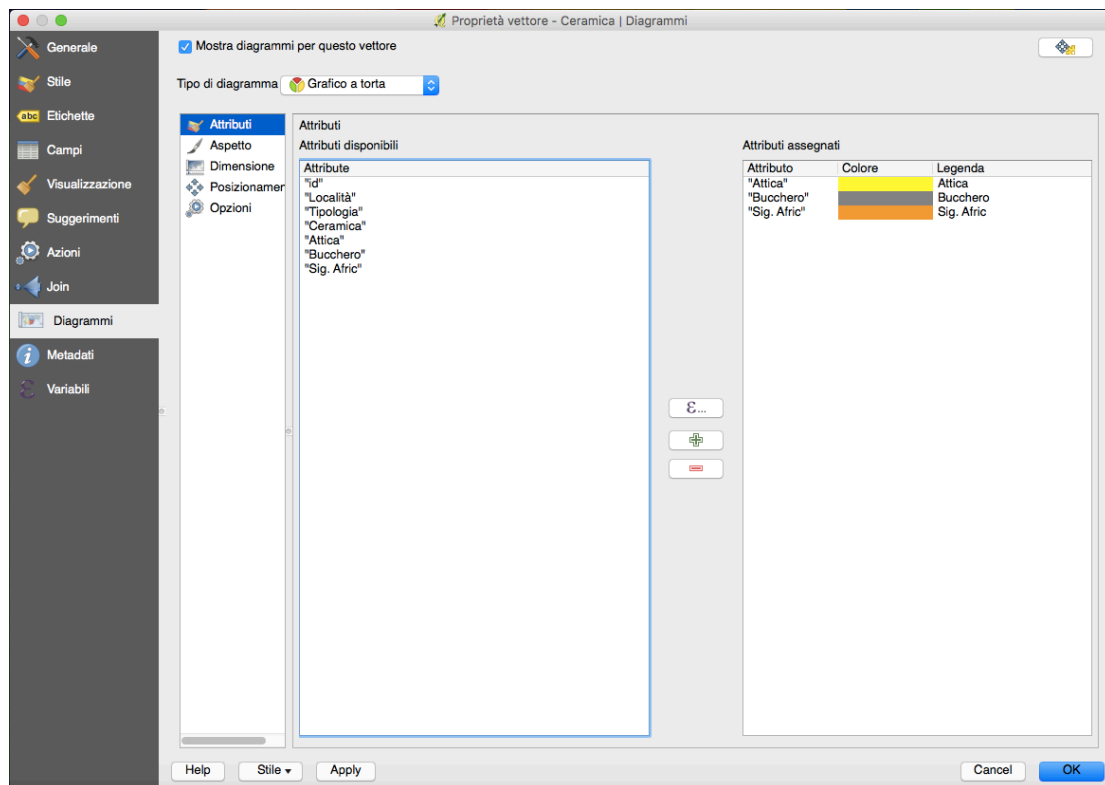 Proprietà vettore - Ceramica | Diagrammi
Generale
Stile
abc Etichette
Campi
Visualizzazione
Suggerimenti
Azioni
Join
Diagrammi
Metadati
Variabili
Mostra diagrammi per questo vettore
Tipo di diagramma Grafico a torta
Attributi
Aspetto
Dimensione
Posizionamer
Opzioni
Attributi
Attributi disponibili
Attribute
"id"
"Località"
"Tipologia"
"Ceramica"
"Attica"
"Bucchero"
"Sig. Afric"
ε...
Attributi assegnati
Attributo Colore Legenda
"Attica" Attica
"Bucchero" Bucchero
"Sig. Afric" Sig. Afric
Help Stile Apply Cancel OK